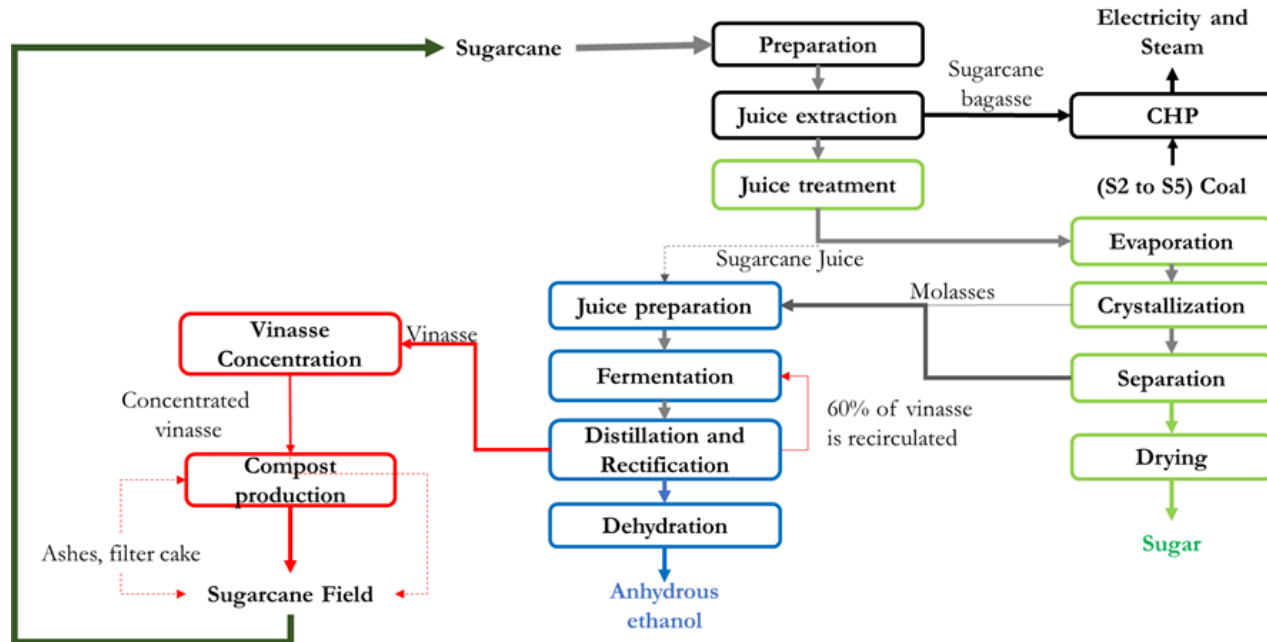 Electricity and
Steam
Sugarcane
Preparation
Sugarcane
bagasse
Juice extraction
CHP
Juice treatment
(S2 to S5) Coal
Evaporation
Sugarcane Juice
Juice preparation
Molasses
Crystallization
Vinasse
Concentration
Vinasse
Fermentation
Separation
Concentrated
vinasse
60% of vinasse
is recirculated
Distillation and
Rectification
Drying
Compost
production
Dehydration
Ashes, filter cake
Sugar
Sugarcane Field
Anhydrous
ethanol